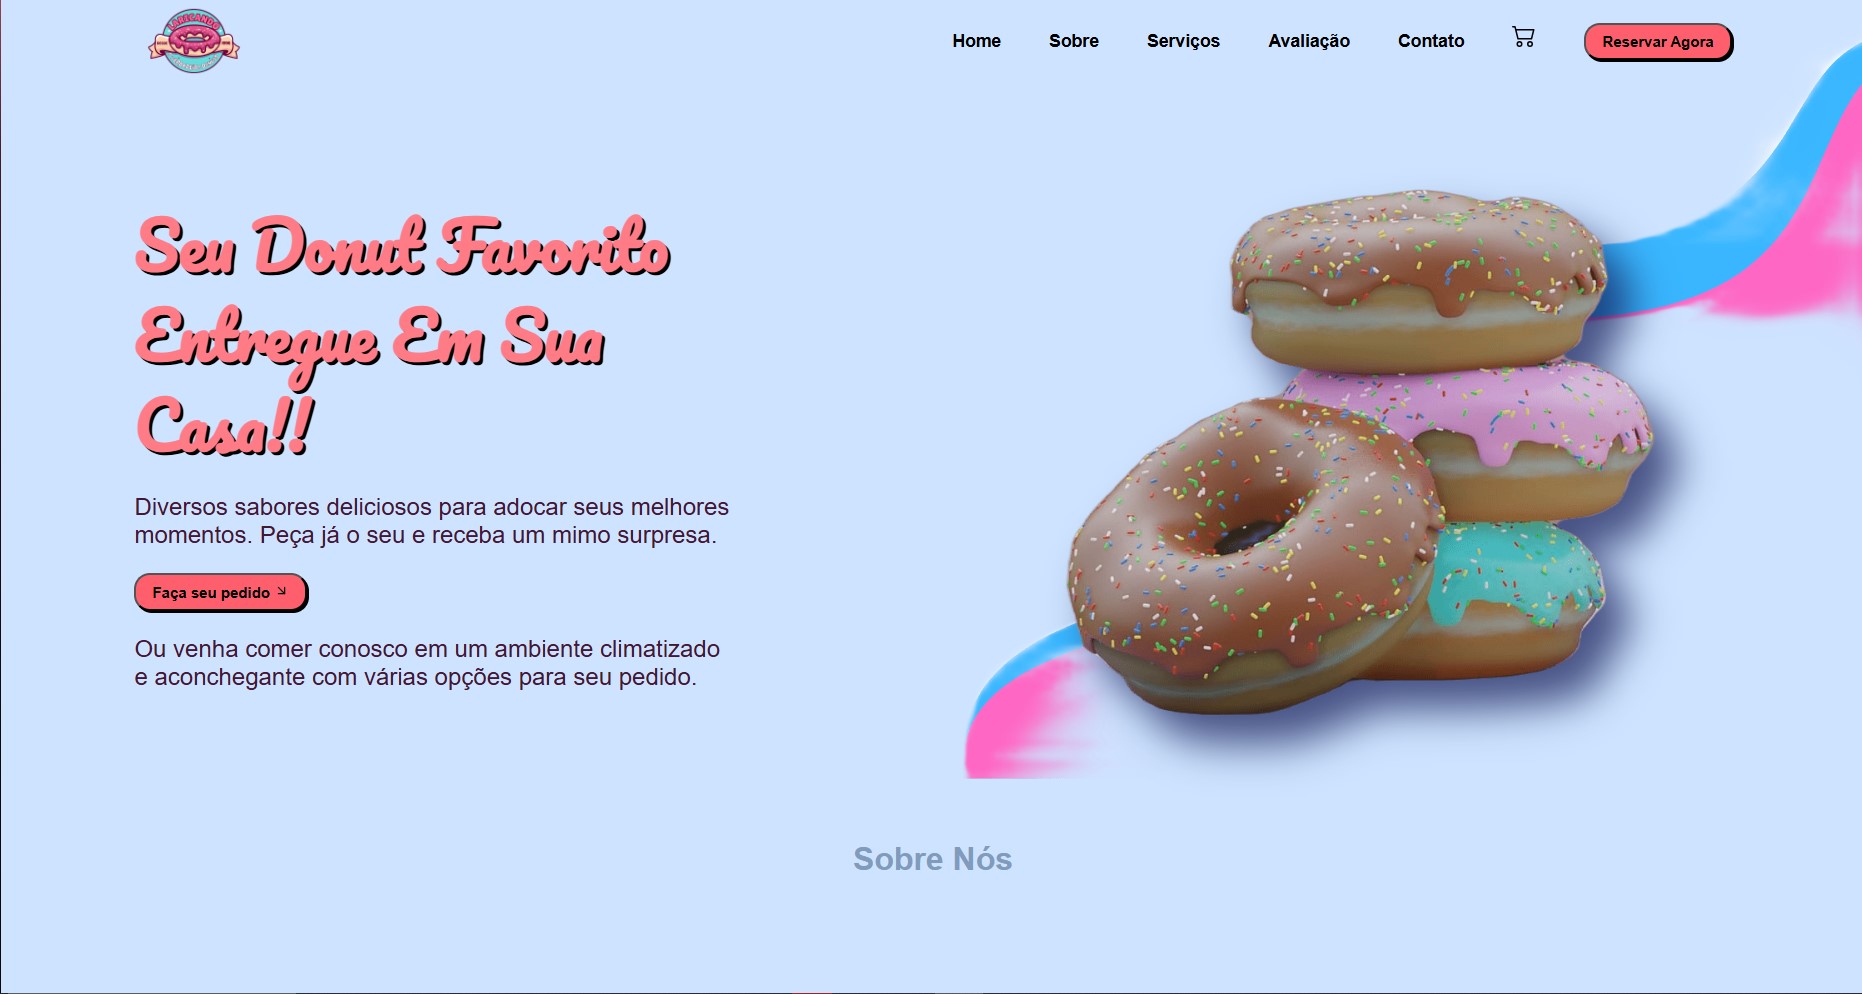 LARICANDO
Home
Sobre
Serviços
Avaliação
Contato
Reservar Agora
Seu Donut Favorito
Entregue Em Sua
Casa!!
Diversos sabores deliciosos para adocar seus melhores
momentos. Peça já o seu e receba um mimo surpresa.
Faça seu pedido
Ou venha comer conosco em um ambiente climatizado
e aconchegante com várias opções para seu pedido.
Sobre Nós